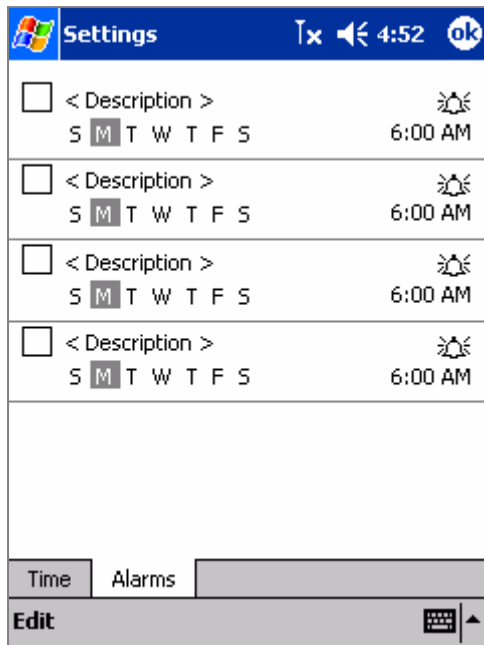 Settings 4:52 ok
< Description >
S M T W T F S 6:00 AM
< Description >
S M T W T F S 6:00 AM
< Description >
S M T W T F S 6:00 AM
< Description >
S M T W T F S 6:00 AM
Time Alarms
Edit